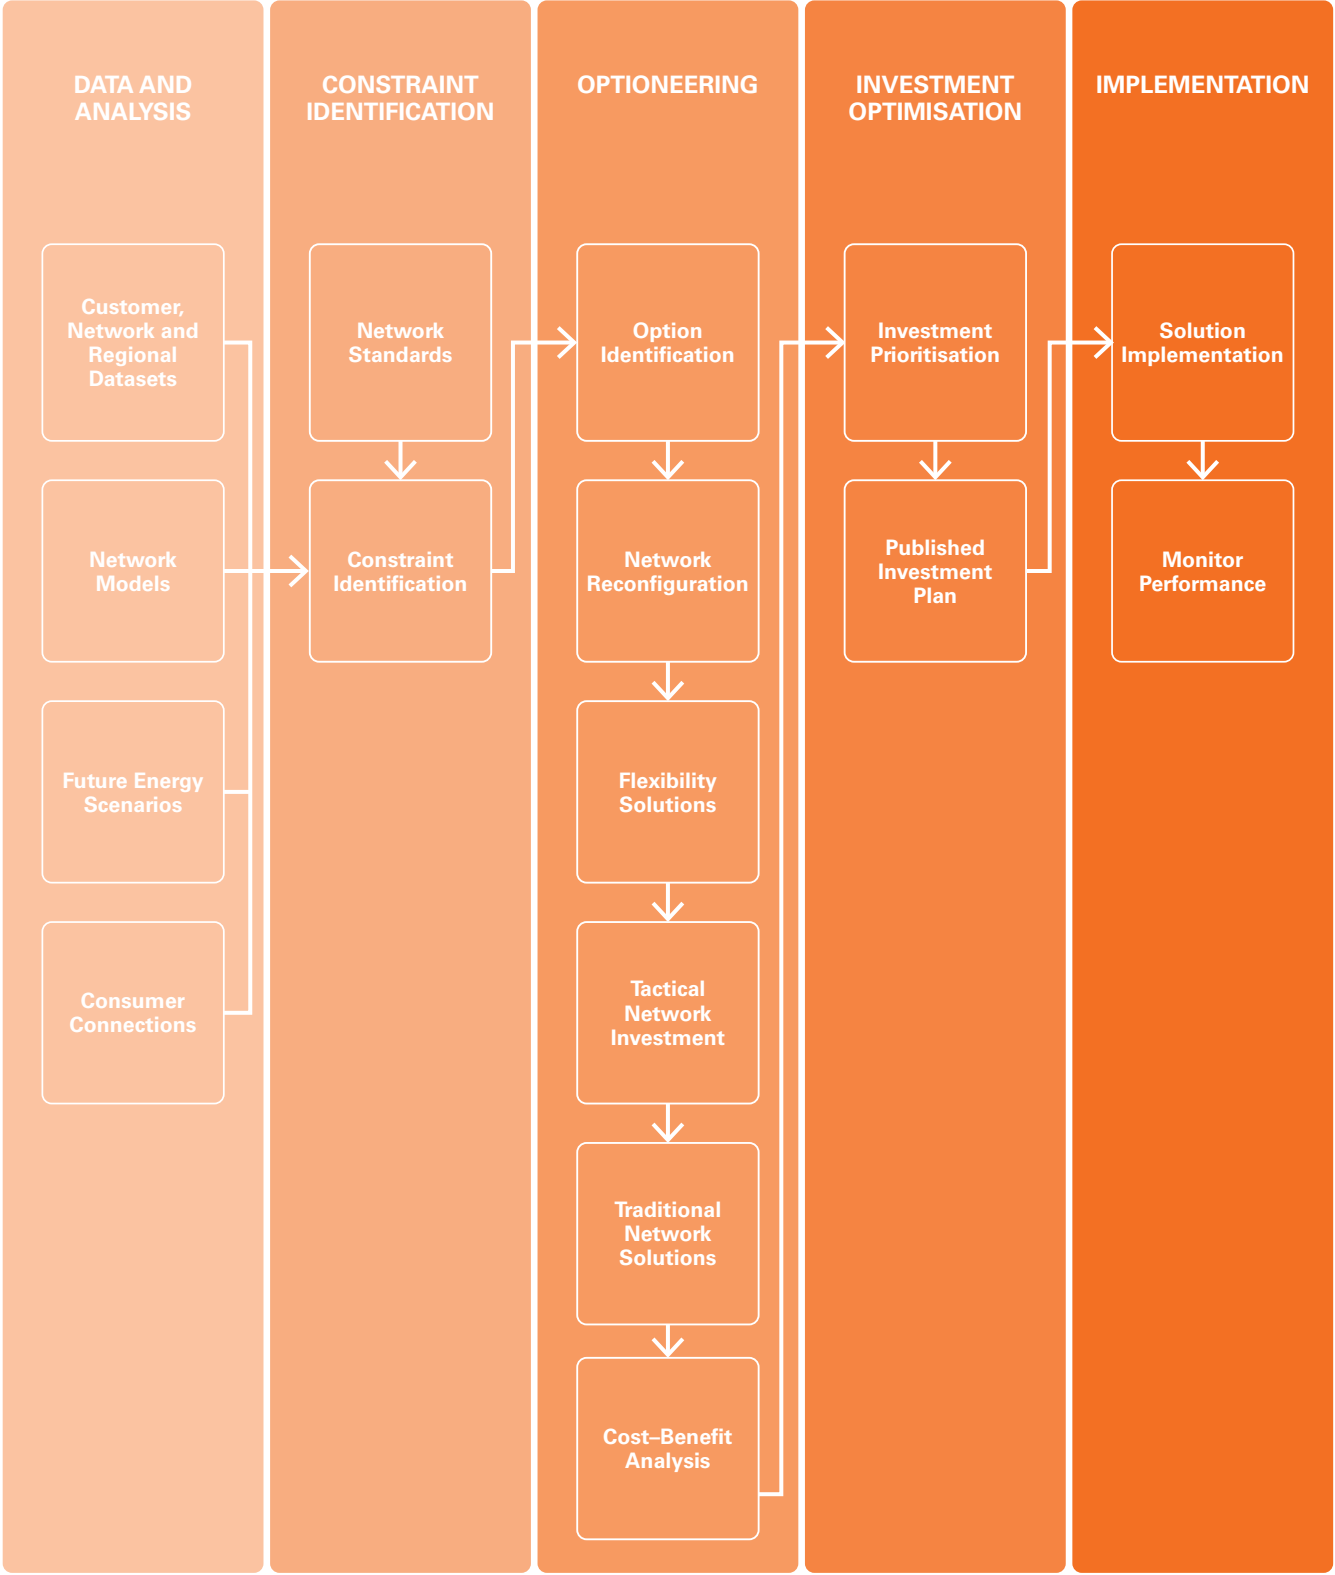 DATA AND
ANALYSIS
Customer,
Network and
Regional
Datasets
Network
Models
Future Energy
Scenarios
Consumer
Connections
CONSTRAINT
IDENTIFICATION
Network
Standards
Constraint
Identification
OPTIONEERING
Option
Identification
Network
Reconfiguration
Flexibility
Solutions
Tactical
Network
Investment
Traditional
Network
Solutions
Cost–Benefit
Analysis
INVESTMENT
OPTIMISATION
Investment
Prioritisation
Published
Investment
Plan
IMPLEMENTATION
Solution
Implementation
Monitor
Performance